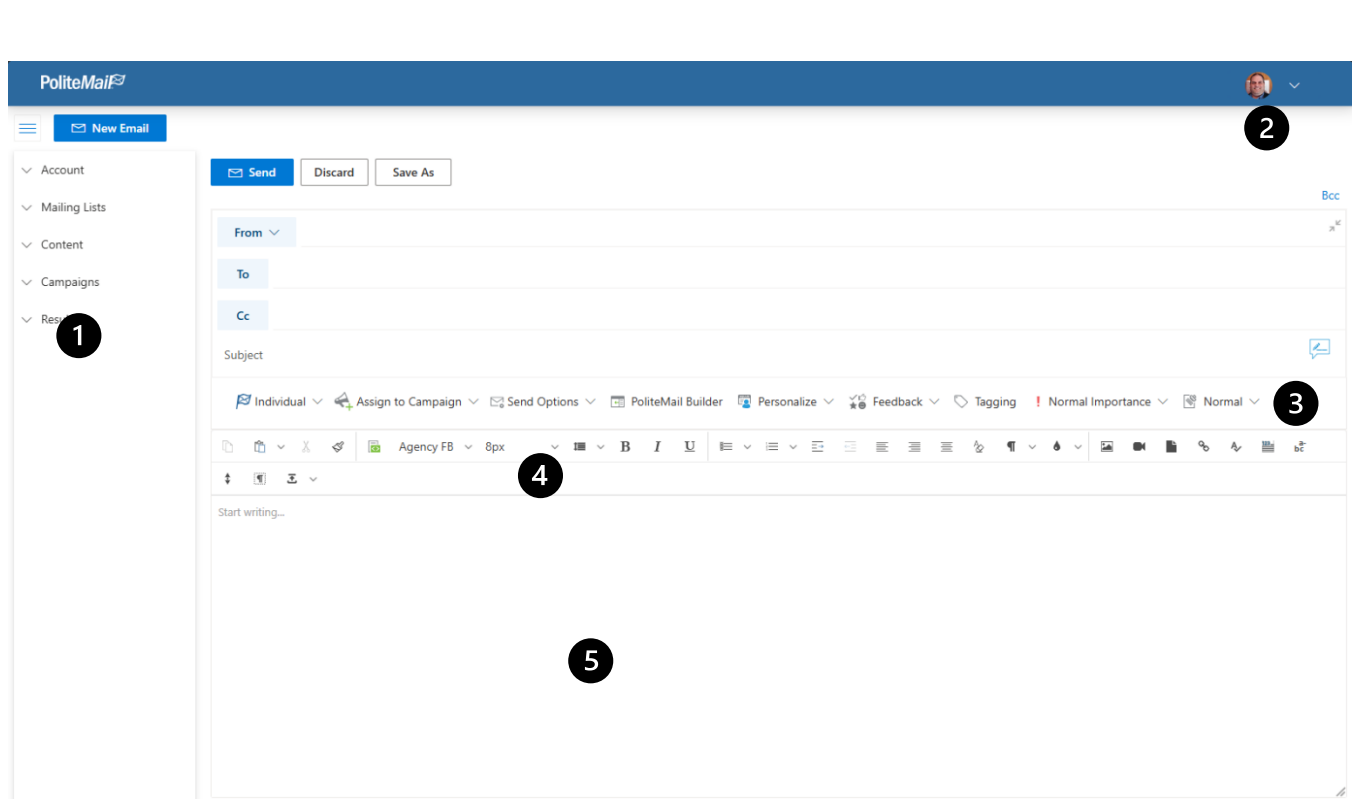 PoliteMail
2
New Email
Account
Mailing Lists
Content
Campaigns
1
Send Discard Save As
Bcc
From
To
Cc
Subject
Individual Assign to Campaign Send Options PoliteMail Builder Personalize Feedback Tagging ! Normal Importance Normal 3
Agency FB 8px B I U
4
Start writing...
5